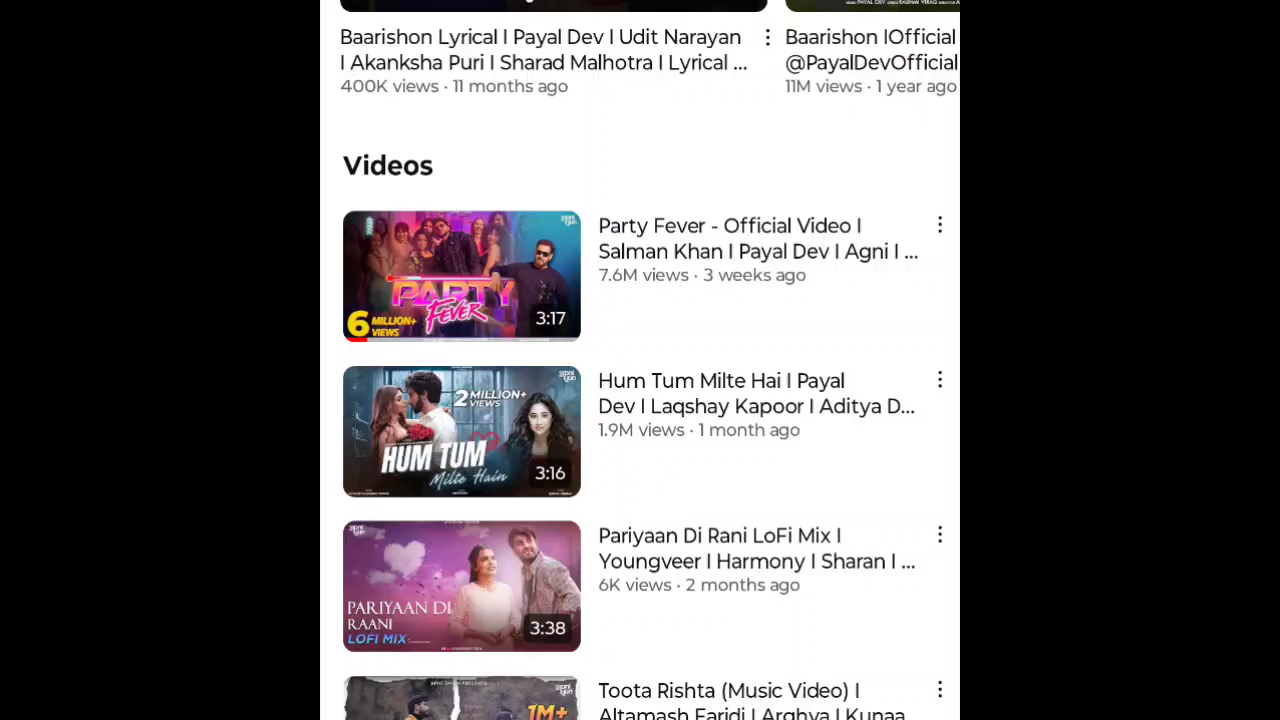 Baarishon Lyrical I Payal Dev I Udit Narayan
I Akanksha Puri I Sharad Malhotra I Lyrical ...
400K views · 11 months ago
Baarishon IOfficial
@PayalDevOfficial
11M views · 1 year ago
Videos
PARTY
FEVER
6 MILLION+
VIEWS
3:17
Party Fever - Official Video I
Salman Khan I Payal Dev I Agni I ...
7.6M views · 3 weeks ago
2 MILLION+
VIEWS
HUM TUM
Milte Hain
3:16
Hum Tum Milte Hai I Payal
Dev I Laqshay Kapoor I Aditya D...
1.9M views · 1 month ago
PARIYAAN DI
RAANI
LOFI MIX
3:38
Pariyaan Di Rani LoFi Mix I
Youngveer I Harmony I Sharan I ...
6K views · 2 months ago
1M+
Toota Rishta (Music Video) I
Altamash Faridi I Arghya I Kunaa